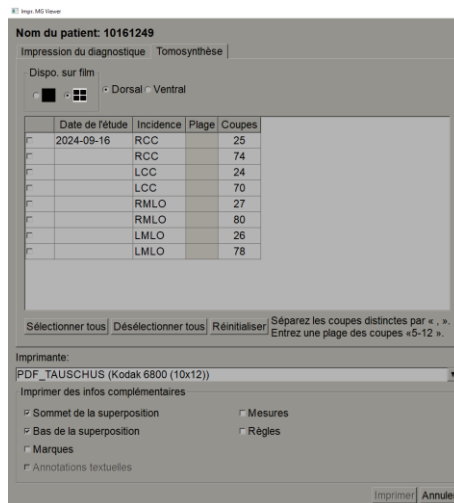 Impr. MG Viewer
Nom du patient: 10161249
Impression du diagnostique Tomosynthèse
Dispo. sur film
Dorsal Ventral
Date de l'étude Incidence Plage Coupes
2024-09-16 RCC 25
RCC 74
LCC 24
LCC 70
RMLO 27
RMLO 80
LMLO 26
LMLO 78
Sélectionner tous Désélectionner tous Réinitialiser Séparez les coupes distinctes par « , ».
Entrez une plage des coupes «5-12 ».
Imprimante:
PDF_TAUSCHUS (Kodak 6800 (10x12))
Imprimer des infos complémentaires
Sommet de la superposition Mesures
Bas de la superposition Règles
Marques
Annotations textuelles
Imprimer Annuler